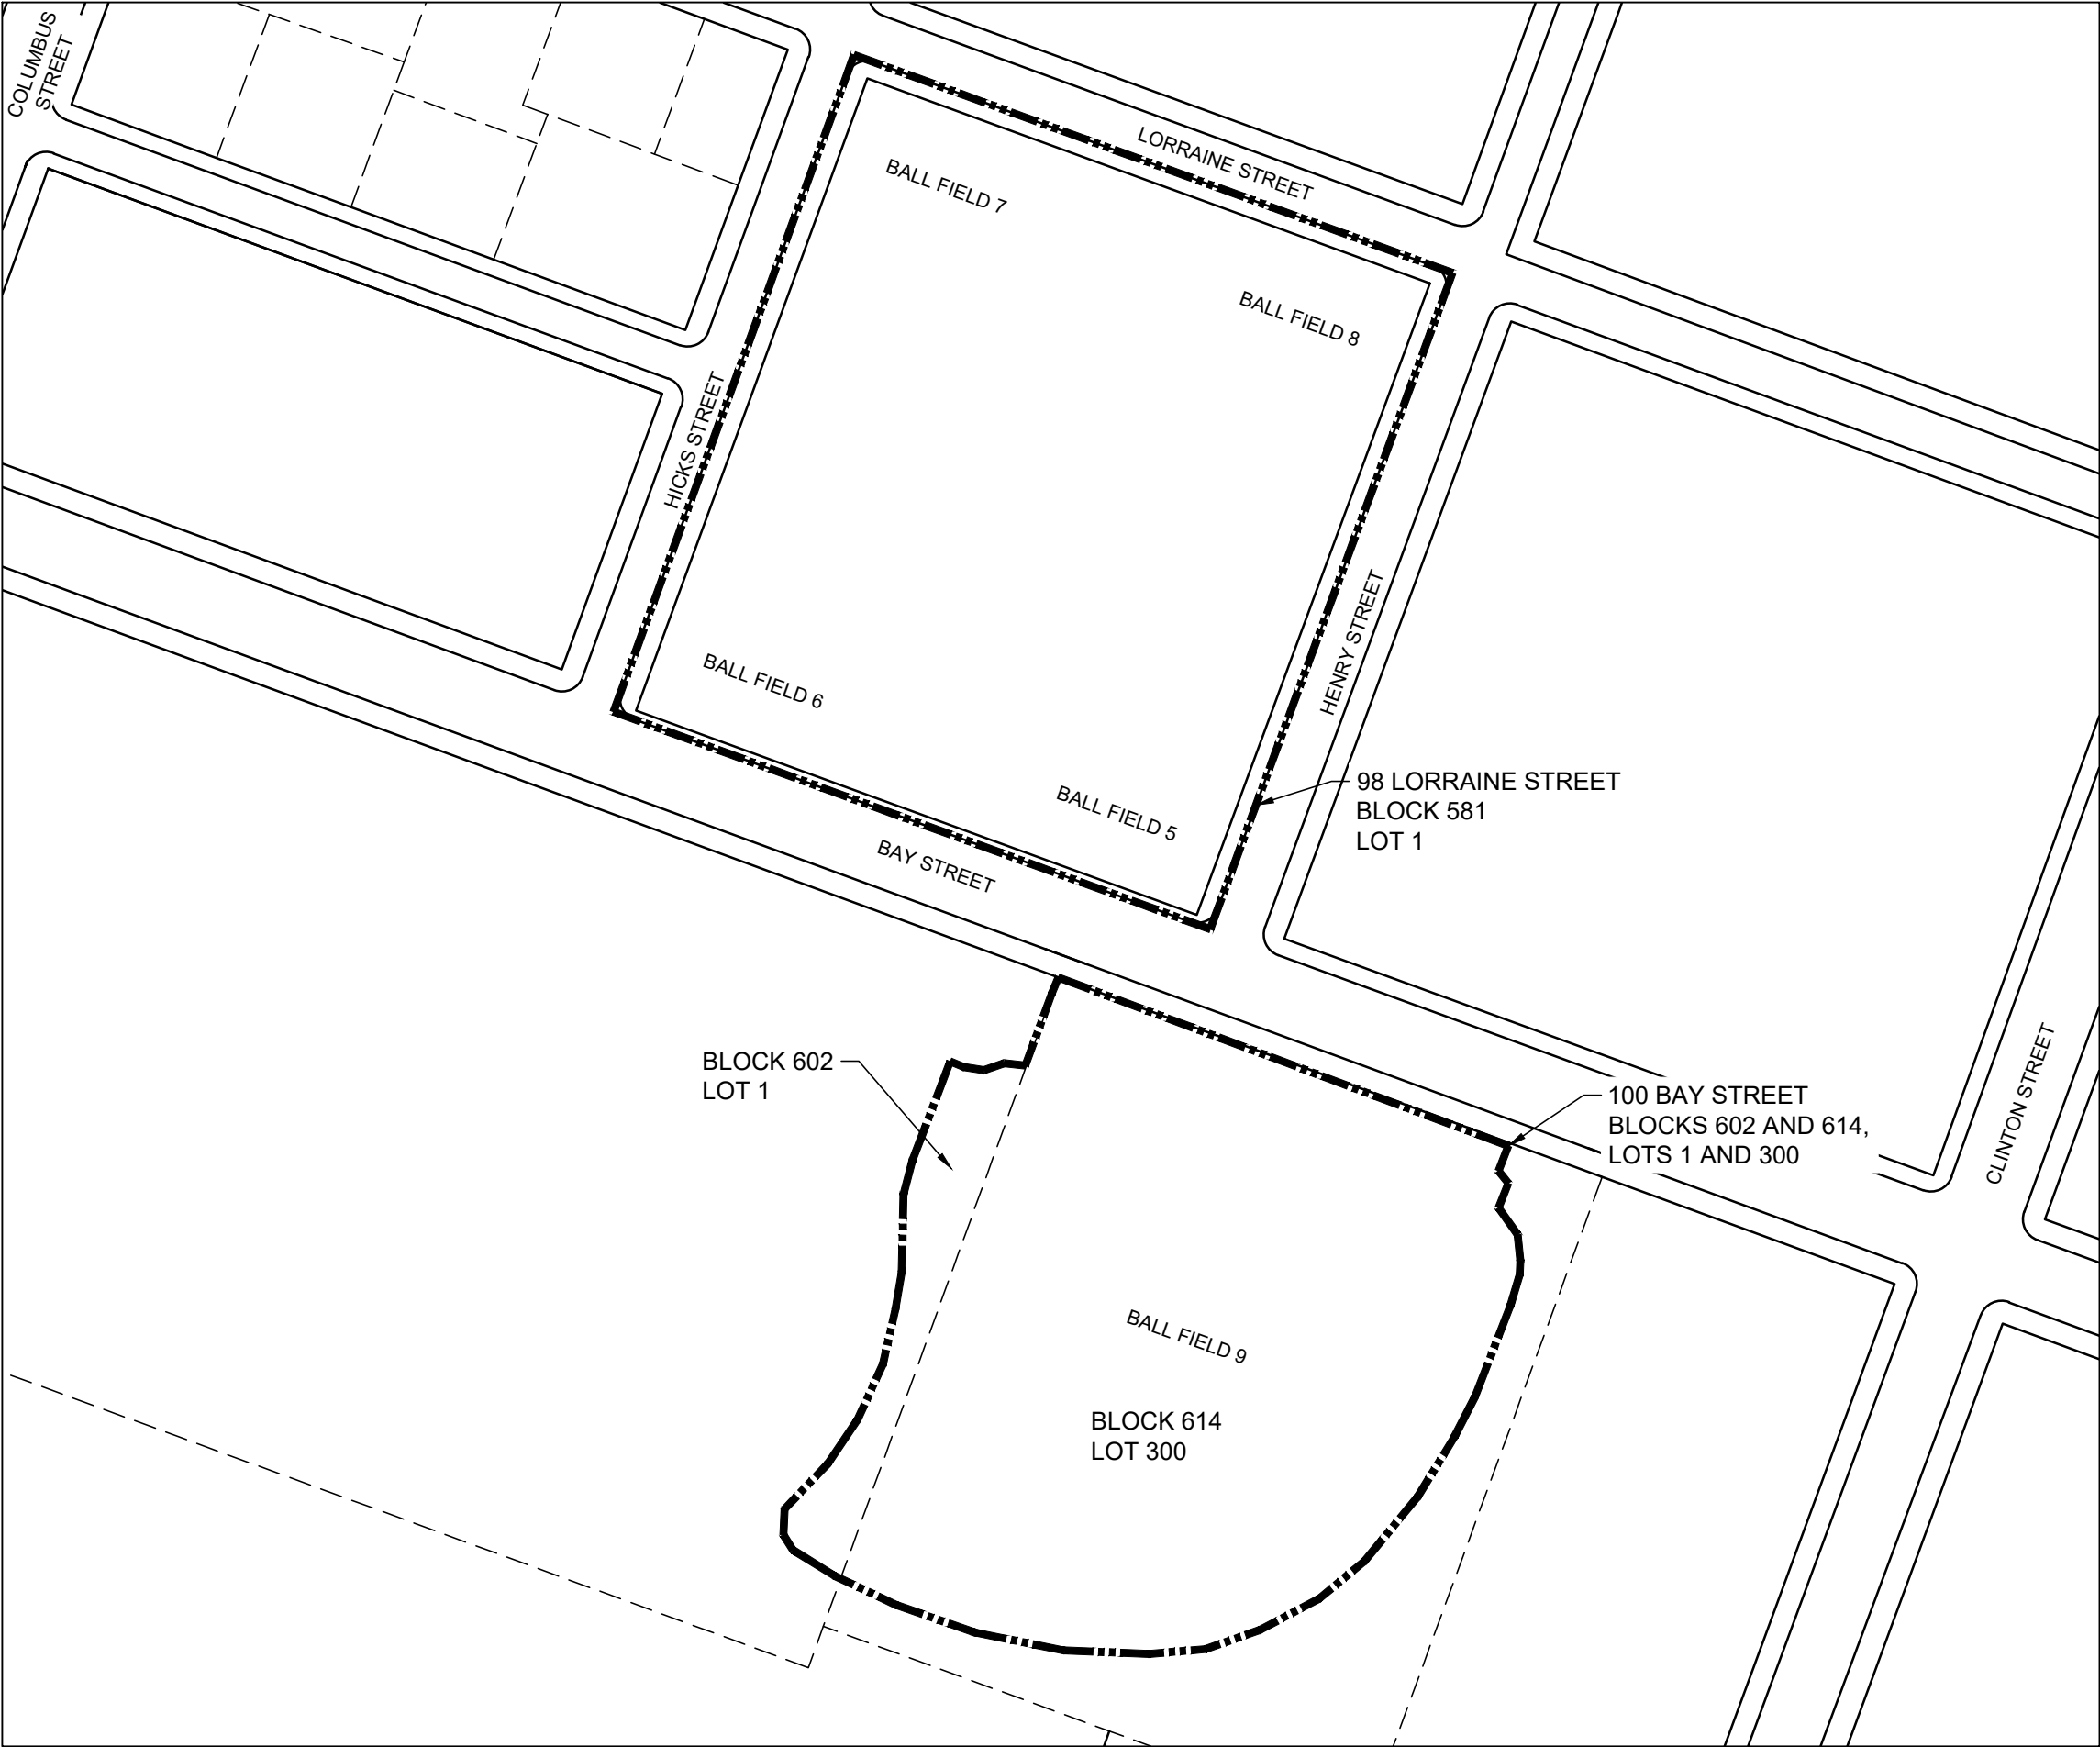 COLUMBUS
STREET
LORRAINE STREET
BALL FIELD 7
BALL FIELD 8
HICKS STREET
HENRY STREET
BALL FIELD 6
98 LORRAINE STREET
BLOCK 581
LOT 1
BALL FIELD 5
BAY STREET
BLOCK 602
LOT 1
100 BAY STREET
BLOCKS 602 AND 614,
LOTS 1 AND 300
CLINTON STREET
BALL FIELD 9
BLOCK 614
LOT 300